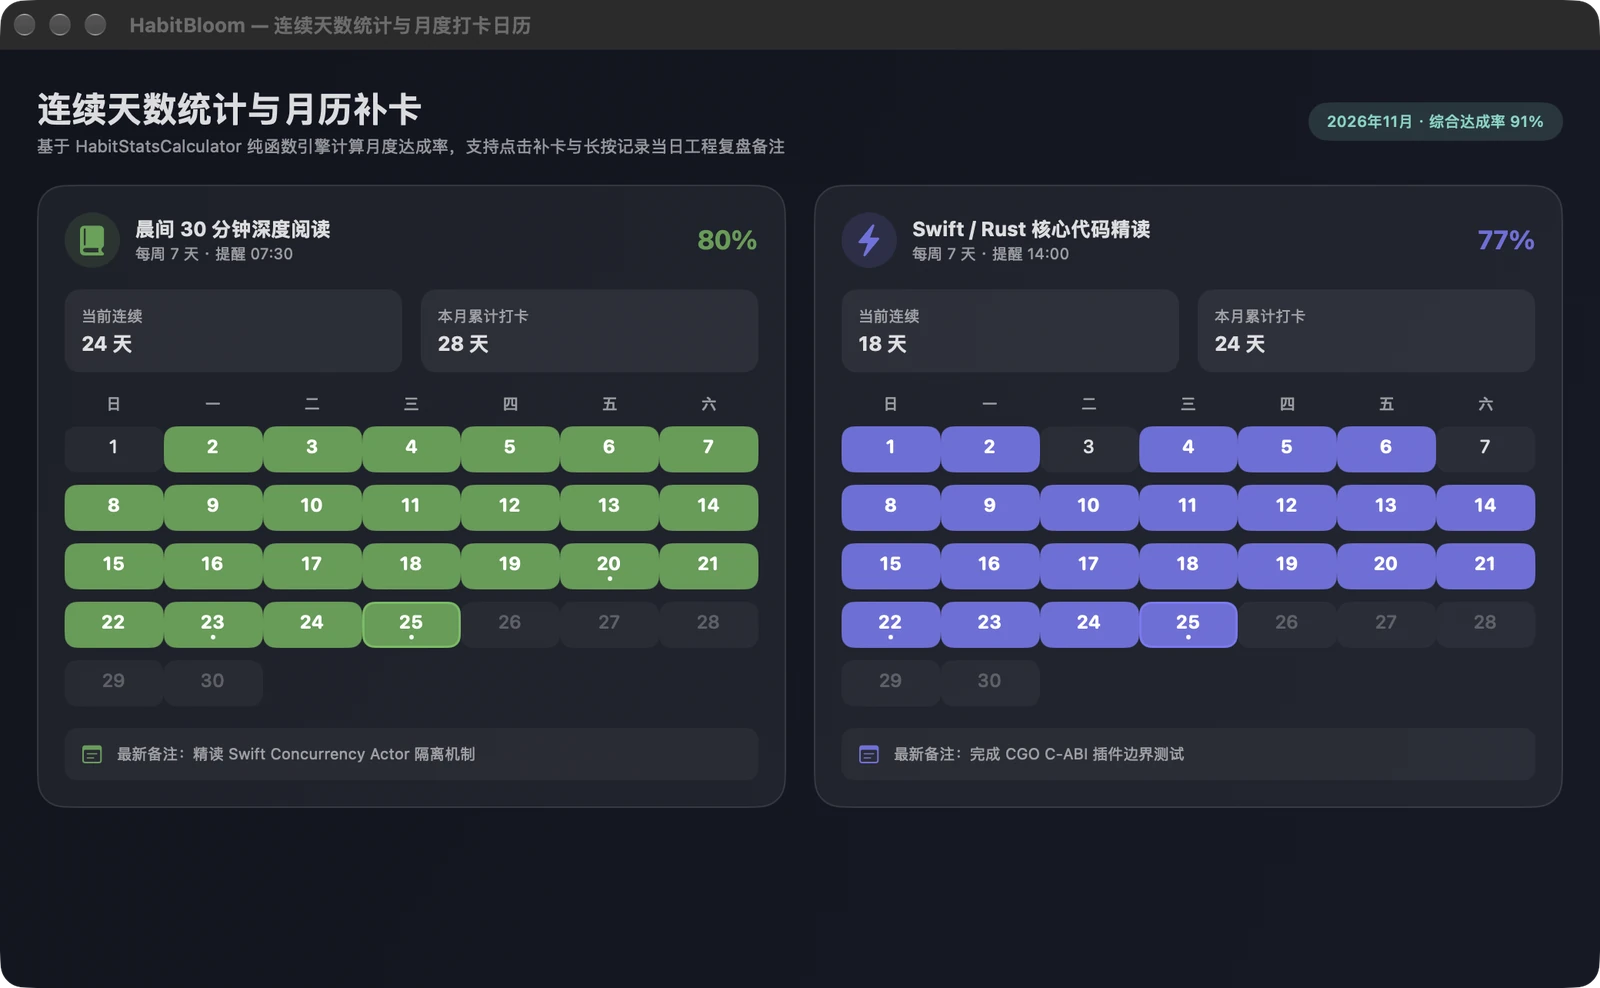 HabitBloom — 连续天数统计与月度打卡日历
连续天数统计与月历补卡
基于 HabitStatsCalculator 纯函数引擎计算月度达成率，支持点击补卡与长按记录当日工程复盘备注
2026年11月 · 综合达成率 91%
晨间 30 分钟深度阅读
每周 7 天 · 提醒 07:30
80%
当前连续
24 天
本月累计打卡
28 天
日 一 二 三 四 五 六
1 2 3 4 5 6 7
8 9 10 11 12 13 14
15 16 17 18 19 20 21
22 23 24 25 26 27 28
29 30
最新备注：精读 Swift Concurrency Actor 隔离机制
Swift / Rust 核心代码精读
每周 7 天 · 提醒 14:00
77%
当前连续
18 天
本月累计打卡
24 天
日 一 二 三 四 五 六
1 2 3 4 5 6 7
8 9 10 11 12 13 14
15 16 17 18 19 20 21
22 23 24 25 26 27 28
29 30
最新备注：完成 CGO C-ABI 插件边界测试